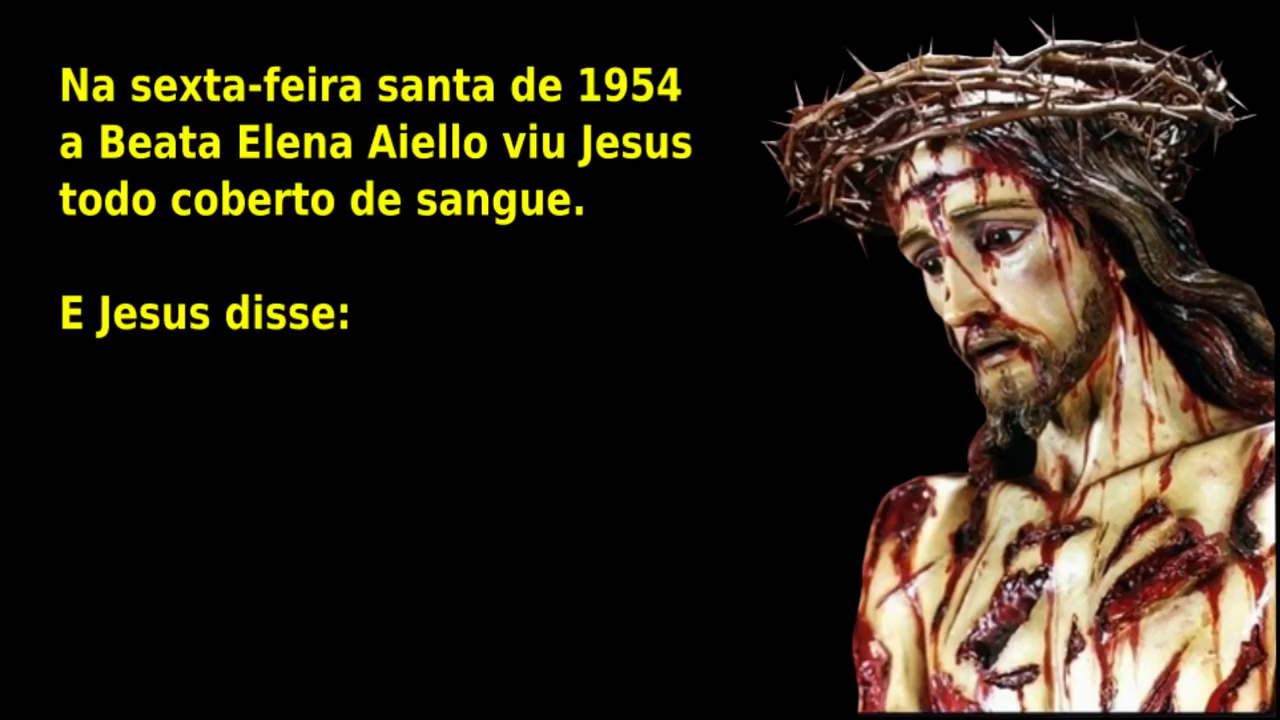 Na sexta-feira santa de 1954
a Beata Elena Aiello viu Jesus
todo coberto de sangue.
E Jesus disse: